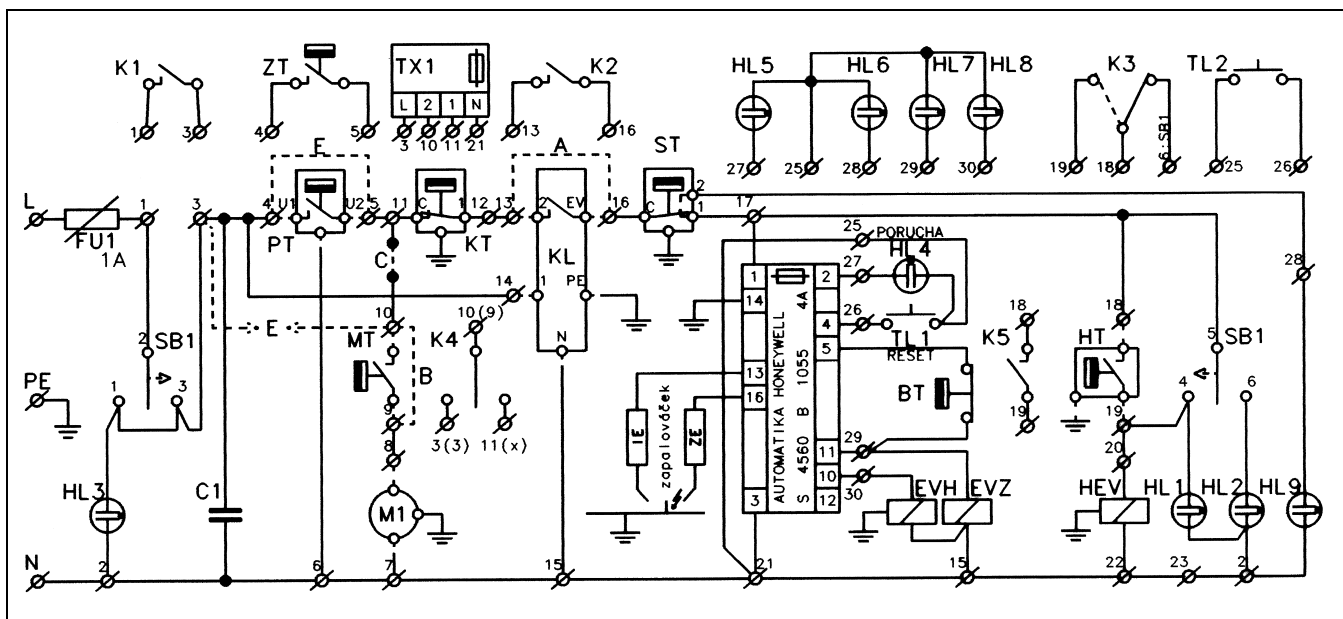 K1
ZT
TX1
K2
HL5
HL6
HL7
HL8
K3
TL2
L 2 1 N
1 3 4 5 3 10 11 21 13 16 27 25 28 29 30 19 18 6:SB1 25 26
E
A
ST
L
1
3
4 U1 U2 5 11 C 1 12 13 2 EV 16 C 2 1 17
FU1
1A
PT
KT
KL
C
14 1 PE
25 PORUCHA
HL4
27
26
TL1
RESET
28
E
10
MT
B
9
8
10(9)
K4
3(3) 11(x)
N
2 SB1
1 3
PE
HL3
C1
M1
IE
zapalováček
ZE
1
14
13
16
3
AUTOMATIKA HONEYWELL
S 4560 B 1055
4A
2
4
5
11
10
12
BT
29
30
EVH
EVZ
18
K5
19
18
HT
19
20
HEV
5 SB1
4 6
HL1
HL2
HL9
N
2 6 7 15 21 15 22 23 2